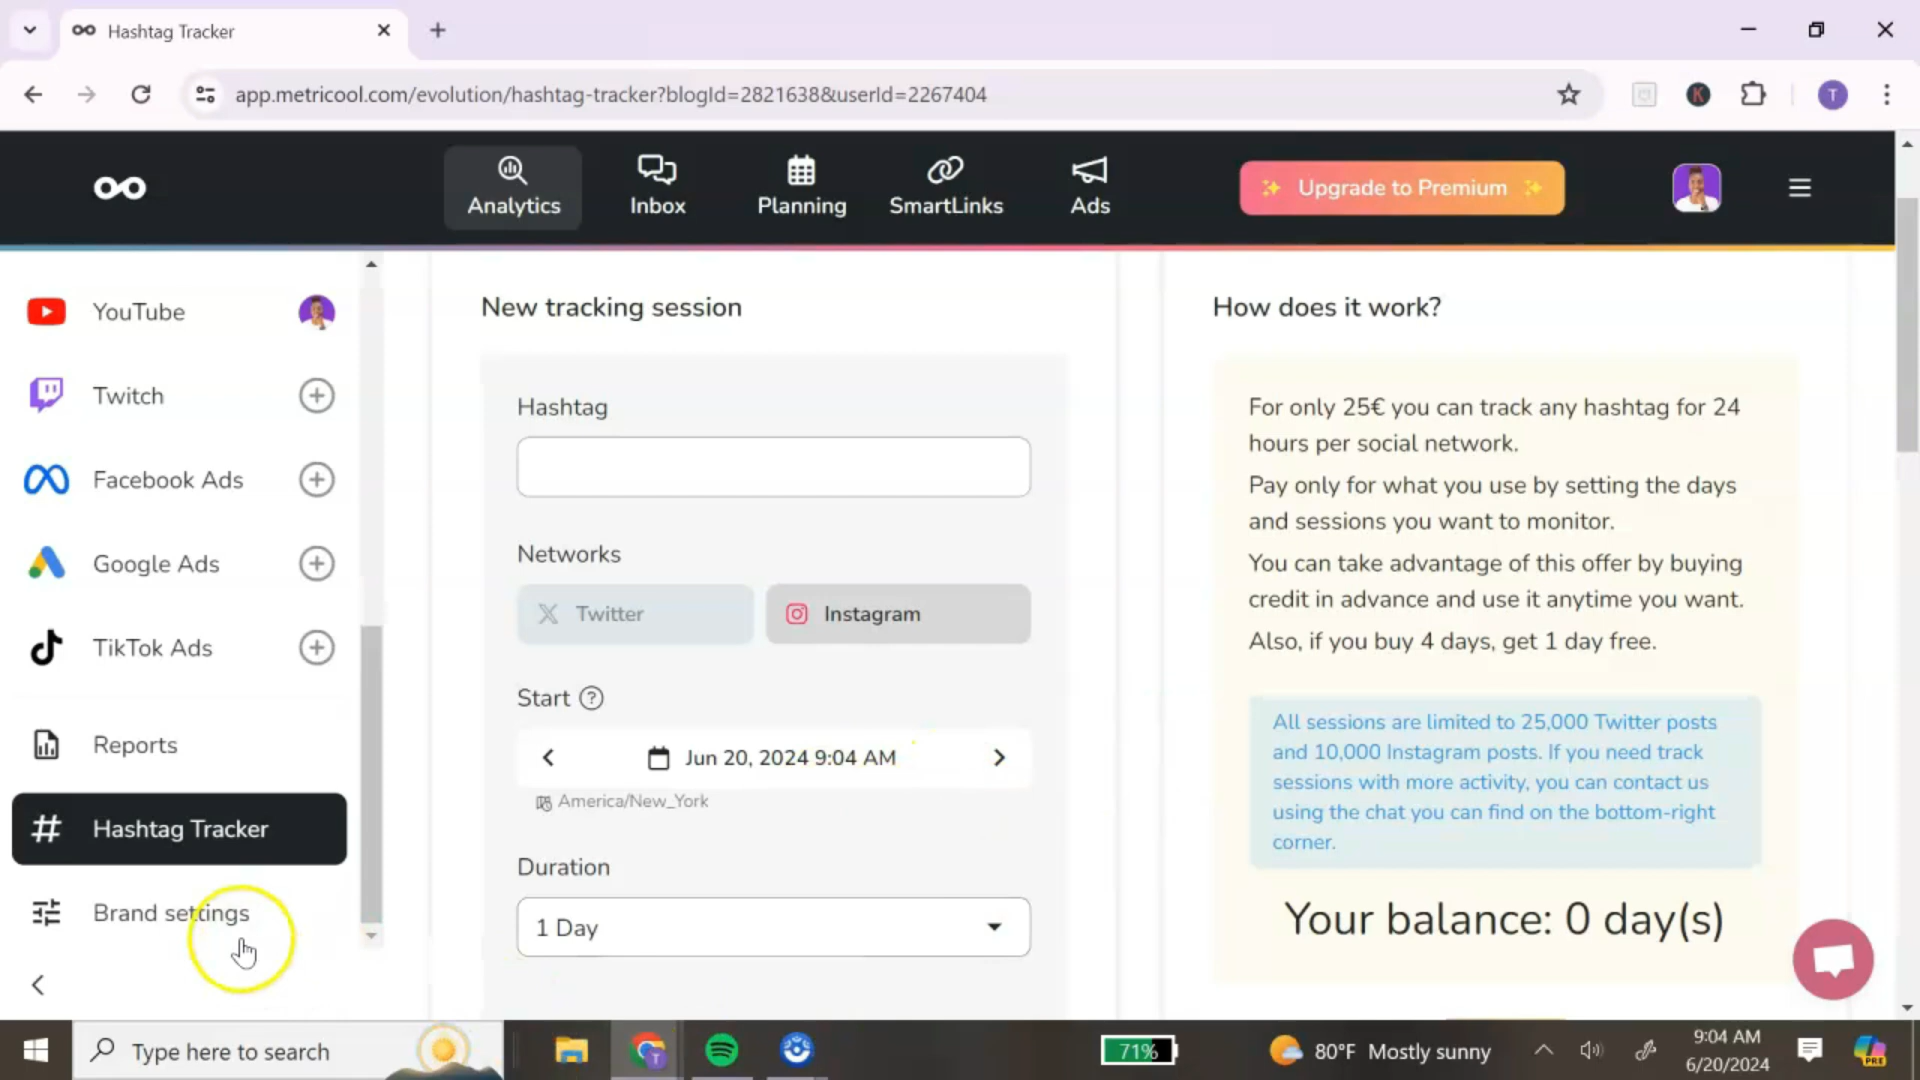 Hashtag Tracker
app.metricool.com/evolution/hashtag-tracker?blogId=2821638&userId=2267404
K
T
Analytics
Inbox
Planning
SmartLinks
Ads
Upgrade to Premium
YouTube
Twitch
Facebook Ads
Google Ads
TikTok Ads
Reports
Hashtag Tracker
Brand settings
New tracking session
Hashtag
Networks
Twitter
Instagram
Start
Jun 20, 2024 9:04 AM
America/New_York
Duration
1 Day
How does it work?
For only 25€ you can track any hashtag for 24
hours per social network.
Pay only for what you use by setting the days
and sessions you want to monitor.
You can take advantage of this offer by buying
credit in advance and use it anytime you want.
Also, if you buy 4 days, get 1 day free.
All sessions are limited to 25,000 Twitter posts
and 10,000 Instagram posts. If you need track
sessions with more activity, you can contact us
using the chat you can find on the bottom-right
corner.
Your balance: 0 day(s)
Type here to search
T
71%
80°F Mostly sunny
9:04 AM
6/20/2024
PRE